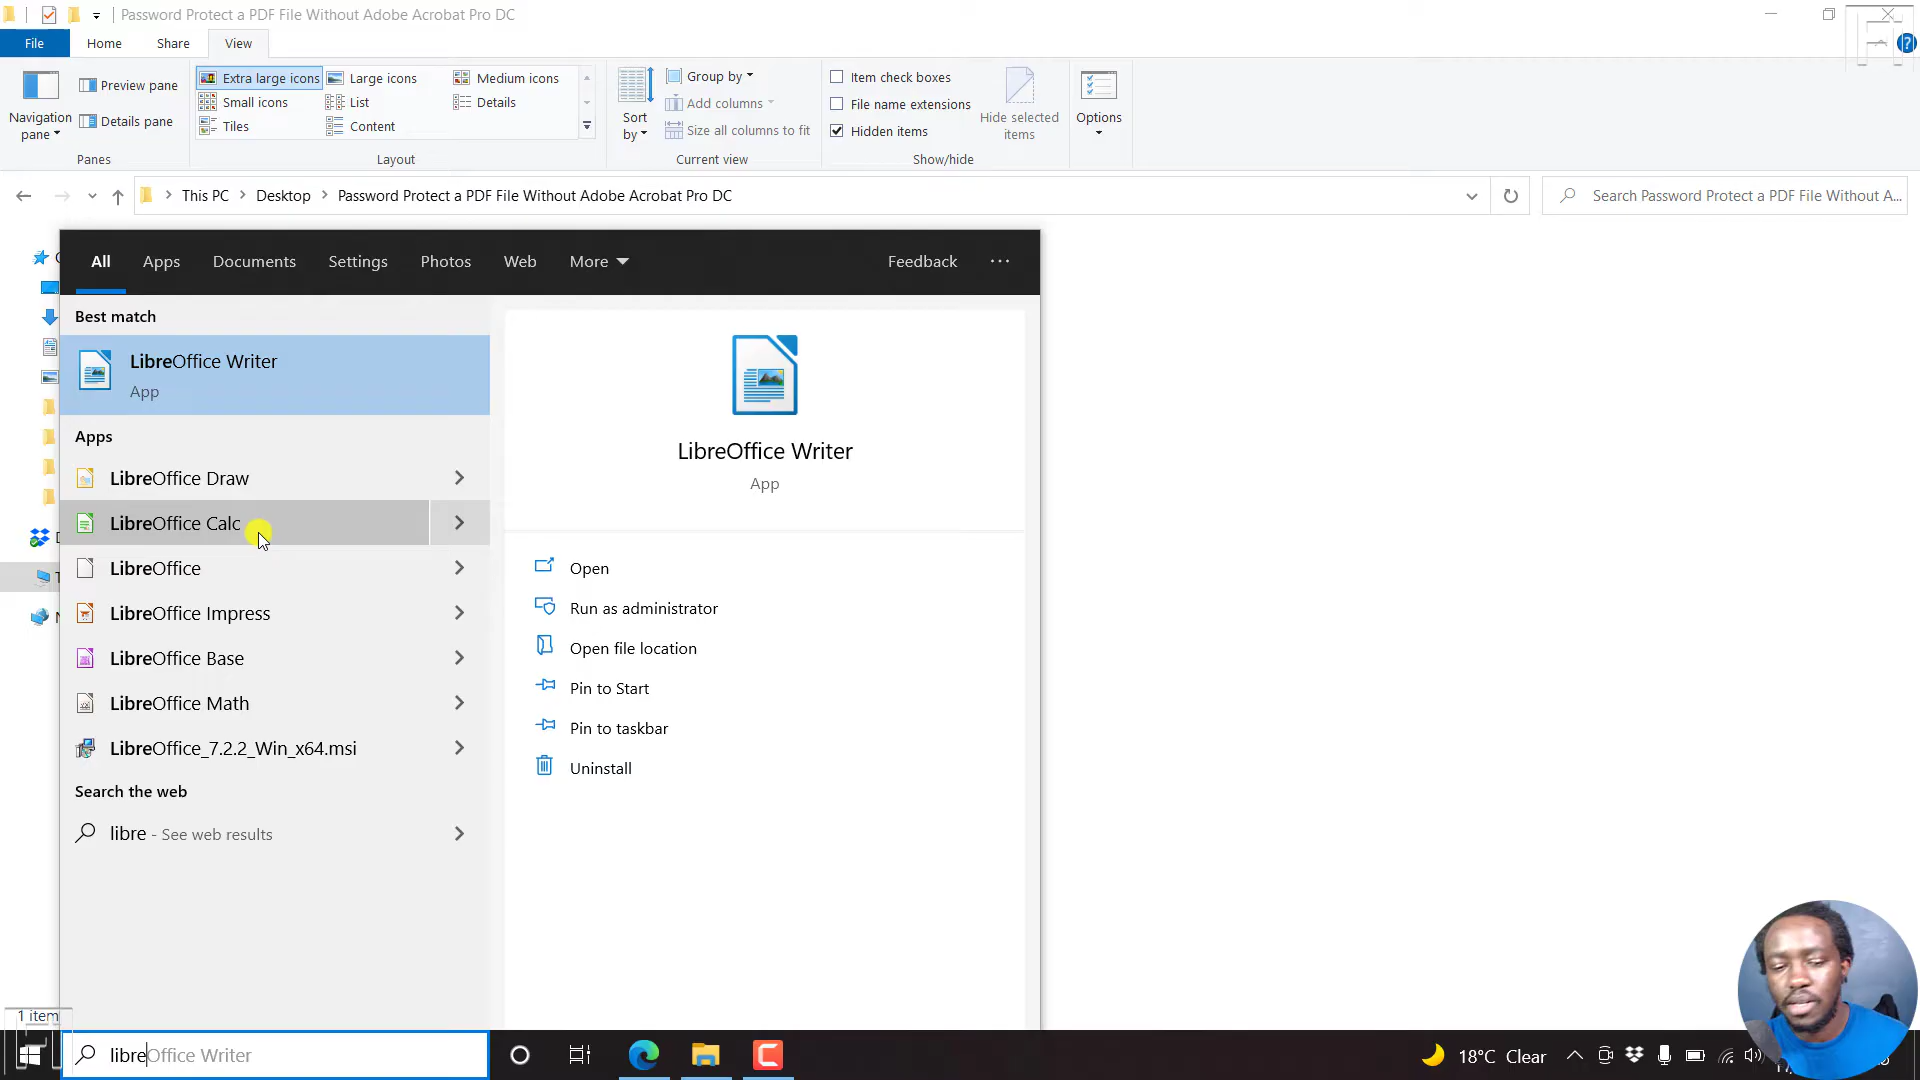 Password Protect a PDF File Without Adobe Acrobat Pro DC
File Home Share View
Navigation pane
Preview pane
Details pane
Panes
Extra large icons Large icons Medium icons
Small icons List Details
Tiles Content
Layout
Sort by
Group by
Add columns
Size all columns to fit
Current view
Item check boxes
File name extensions
Hidden items
Hide selected items
Show/hide
Options
This PC Desktop Password Protect a PDF File Without Adobe Acrobat Pro DC
Search Password Protect a PDF File Without A...
All Apps Documents Settings Photos Web More Feedback ...
Best match
LibreOffice Writer
App
Apps
LibreOffice Draw
LibreOffice Calc
LibreOffice
LibreOffice Impress
LibreOffice Base
LibreOffice Math
LibreOffice_7.2.2_Win_x64.msi
Search the web
libre - See web results
LibreOffice Writer
App
Open
Run as administrator
Open file location
Pin to Start
Pin to taskbar
Uninstall
1 item
libreOffice Writer
18°C Clear